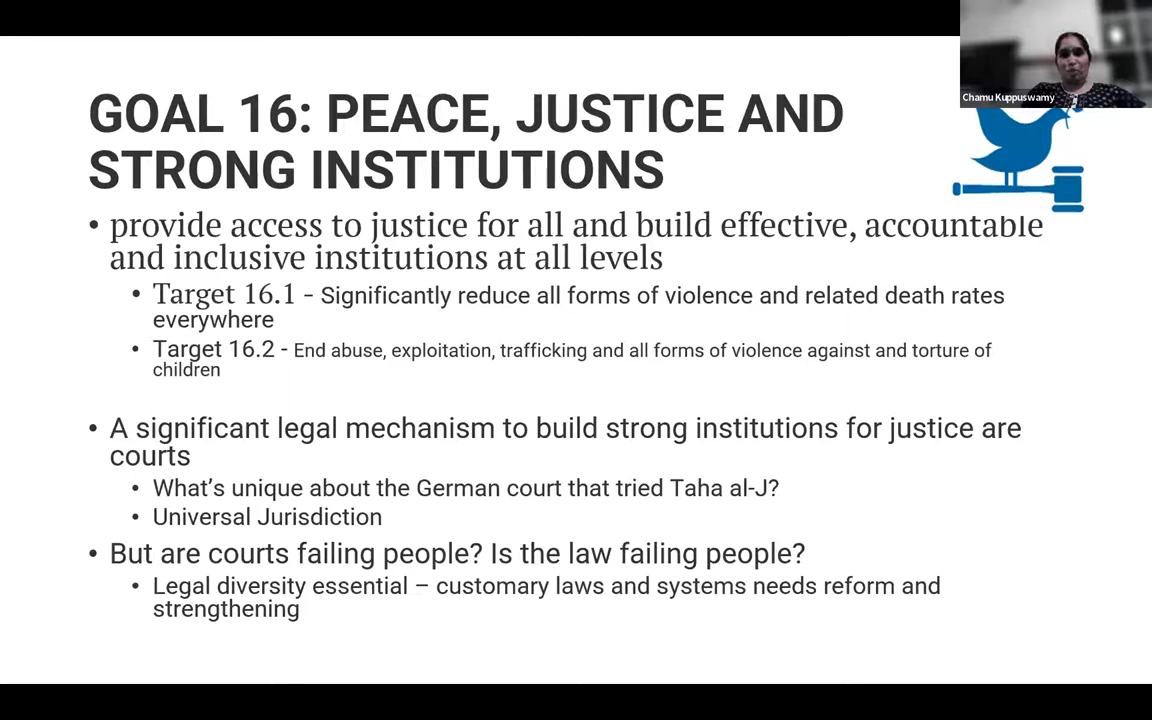 Chamu Kuppuswamy
GOAL 16: PEACE, JUSTICE AND
STRONG INSTITUTIONS
• provide access to justice for all and build effective, accountable
and inclusive institutions at all levels
• Target 16.1 - Significantly reduce all forms of violence and related death rates
everywhere
• Target 16.2 - End abuse, exploitation, trafficking and all forms of violence against and torture of
children
• A significant legal mechanism to build strong institutions for justice are
courts
• What’s unique about the German court that tried Taha al-J?
• Universal Jurisdiction
• But are courts failing people? Is the law failing people?
• Legal diversity essential – customary laws and systems needs reform and
strengthening